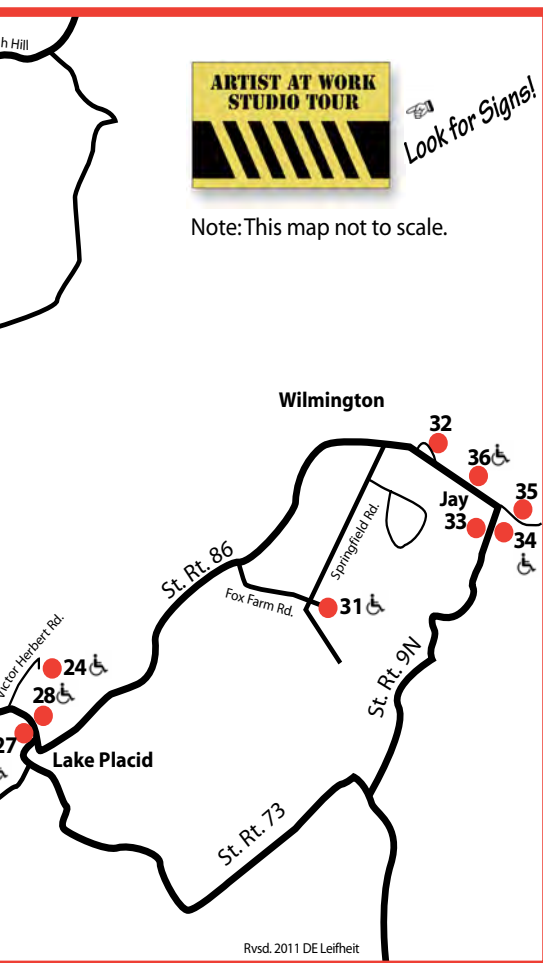 h Hill
ARTIST AT WORK
STUDIO TOUR
Look for Signs!
Note: This map not to scale.
Wilmington
32
36
35
Jay
33
34
Springfield Rd.
St. Rt. 86
Fox Farm Rd.
31
Victor Herbert Rd.
24
28
St. Rt. 9N
27
Lake Placid
St. Rt. 73
Rvsd. 2011 DE Leifheit